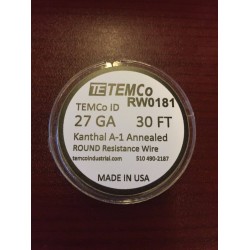 TE TEMCo
TEMCo ID RW0181
27 GA 30 FT
Kanthal A-1 Annealed
ROUND Resistance Wire
temcoindustrial.com 510 490-2187
MADE IN USA